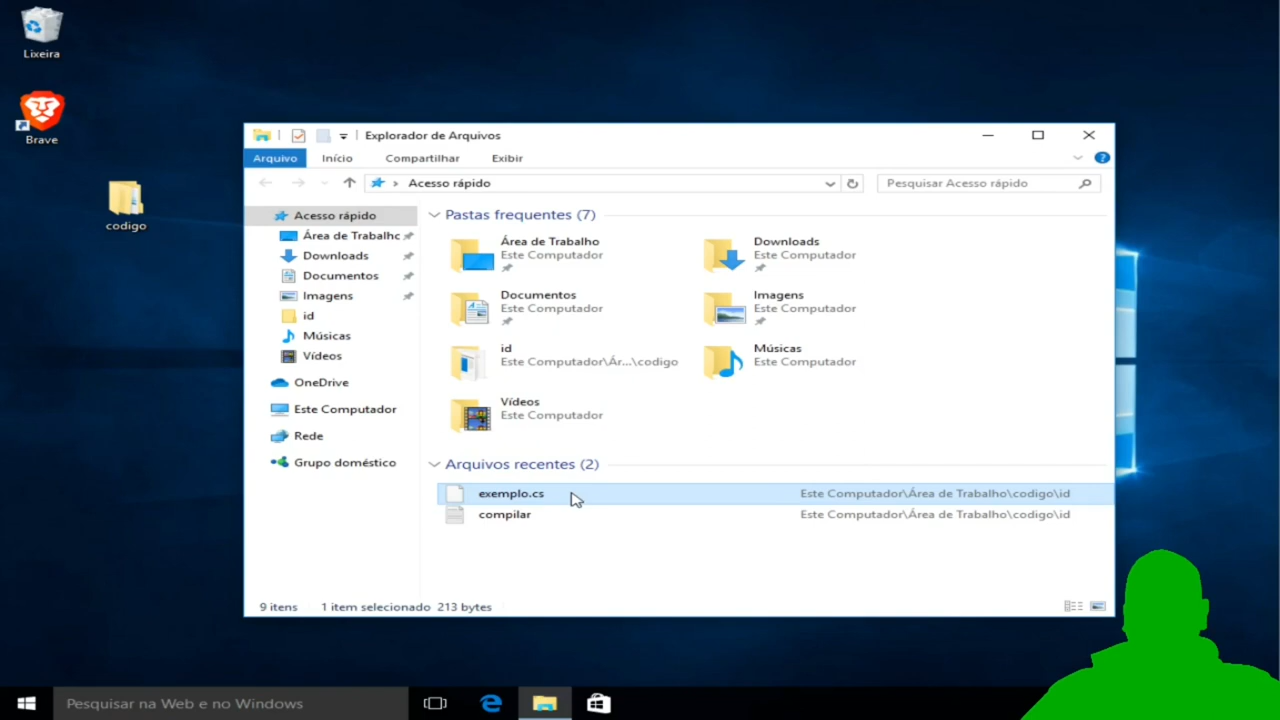 Lixeira
Brave
codigo
Explorador de Arquivos
Arquivo Início Compartilhar Exibir
Acesso rápido
Pesquisar Acesso rápido
Acesso rápido
Área de Trabalhc
Downloads
Documentos
Imagens
id
Músicas
Vídeos
OneDrive
Este Computador
Rede
Grupo doméstico
Pastas frequentes (7)
Área de Trabalho
Este Computador
Downloads
Este Computador
Documentos
Este Computador
Imagens
Este Computador
id
Este Computador\Ár...\codigo
Músicas
Este Computador
Vídeos
Este Computador
Arquivos recentes (2)
exemplo.cs Este Computador\Área de Trabalho\codigo\id
compilar Este Computador\Área de Trabalho\codigo\id
9 itens 1 item selecionado 213 bytes
Pesquisar na Web e no Windows